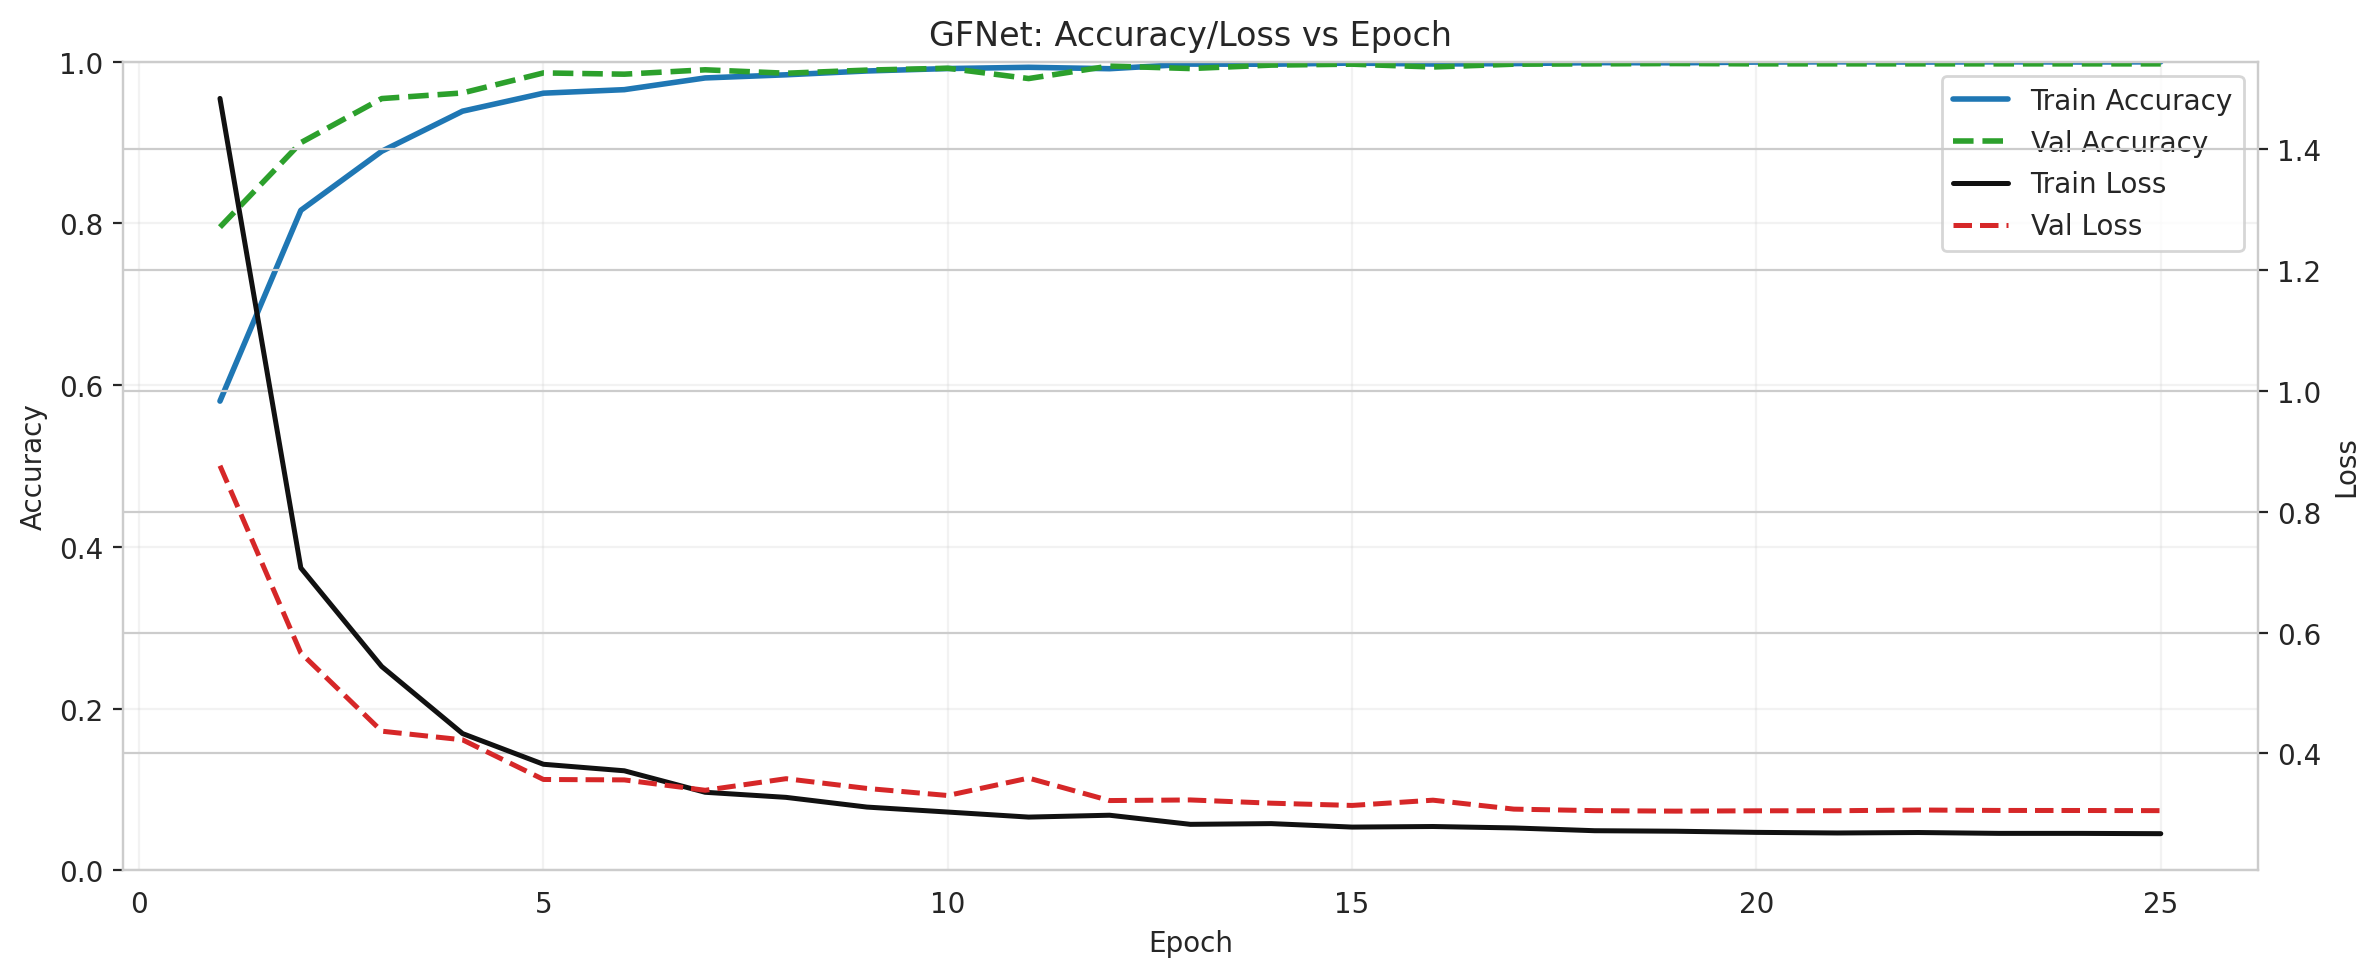 GFNet: Accuracy/Loss vs Epoch
1.0
0.8
0.6
0.4
0.2
0.0
Accuracy
Train Accuracy
Val Accuracy
Train Loss
Val Loss
1.4
1.2
1.0
0.8
0.6
0.4
Loss
0 5 10 15 20 25
Epoch